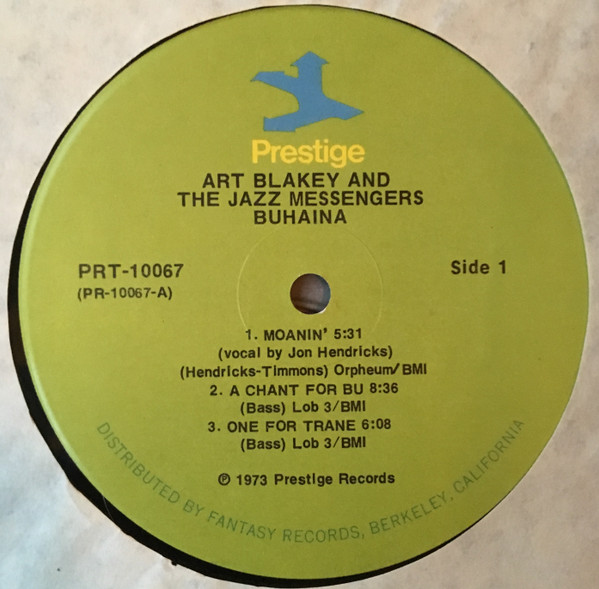 Prestige
ART BLAKEY AND
THE JAZZ MESSENGERS
BUHAINA
PRT-10067
(PR-10067-A)
Side 1
1. MOANIN' 5:31
(vocal by Jon Hendricks)
(Hendricks-Timmons) Orpheum/BMI
2. A CHANT FOR BU 8:36
(Bass) Lob 3/BMI
3. ONE FOR TRANE 6:08
(Bass) Lob 3/BMI
℗ 1973 Prestige Records
DISTRIBUTED BY FANTASY RECORDS, BERKELEY, CALIFORNIA